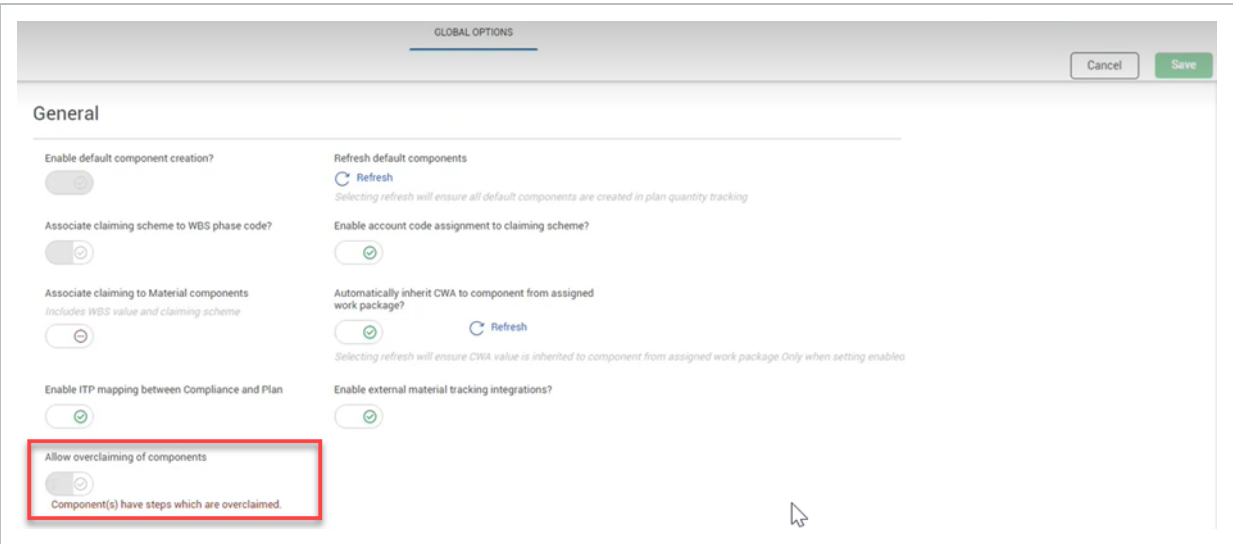 GLOBAL OPTIONS
Cancel
Save
General
Enable default component creation?
Refresh default components
Refresh
Selecting refresh will ensure all default components are created in plan quantity tracking
Associate claiming scheme to WBS phase code?
Enable account code assignment to claiming scheme?
Associate claiming to Material components
Includes WBS value and claiming scheme
Automatically inherit CWA to component from assigned
work package?
Refresh
Selecting refresh will ensure CWA value is inherited to component from assigned work package.Only when setting enabled
Enable ITP mapping between Compliance and Plan
Enable external material tracking integrations?
Allow overclaiming of components
Component(s) have steps which are overclaimed.